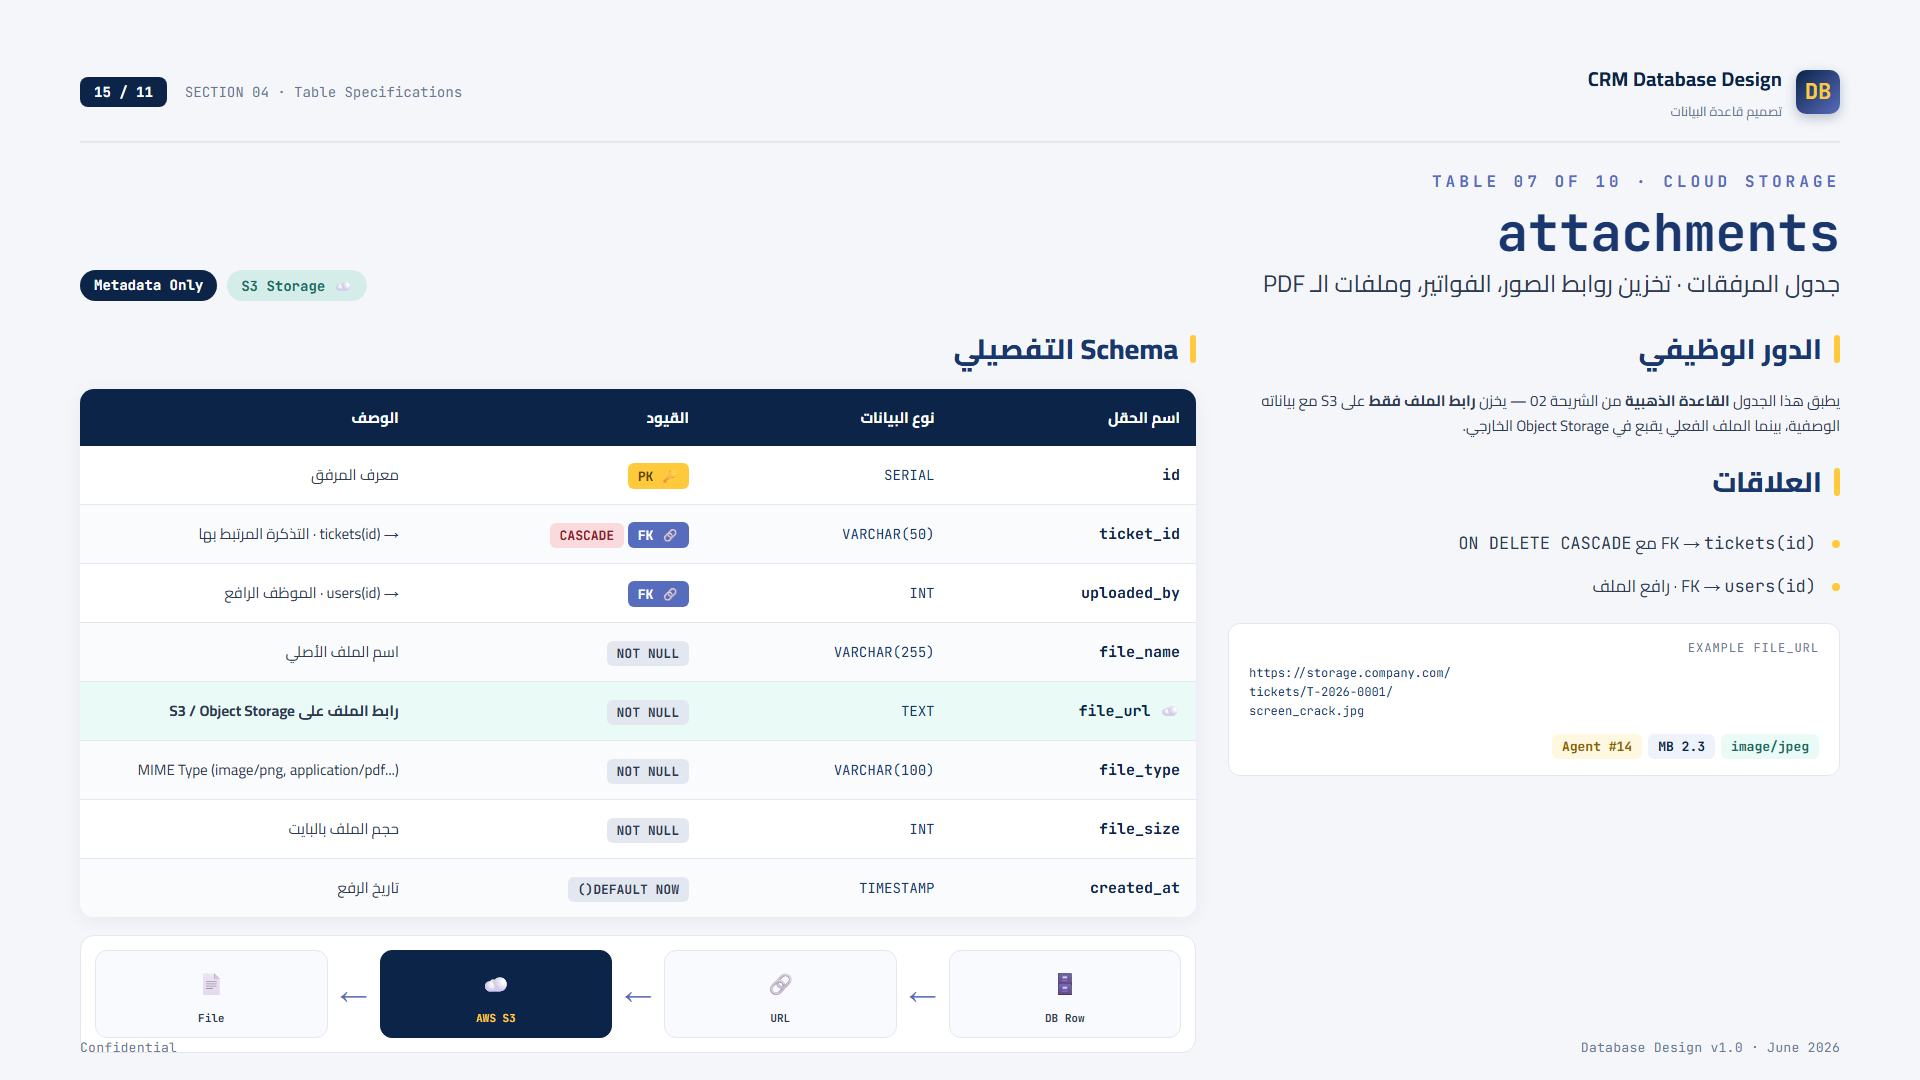 DB
CRM Database Design
تصميم قاعدة البيانات
SECTION 04 · Table Specifications
15 / 11
TABLE 07 OF 10 · CLOUD STORAGE
attachments
جدول المرفقات · تخزين روابط الصور، الفواتير، وملفات الـ PDF
S3 Storage
Metadata Only
الدور الوظيفي
يطبق هذا الجدول القاعدة الذهبية من الشريحة 02 — يخزن رابط الملف فقط على S3 مع بياناته
الوصفية، بينما الملف الفعلي يقبع في Object Storage الخارجي.
العلاقات
FK → tickets(id) مع ON DELETE CASCADE
FK → users(id) · رافع الملف
EXAMPLE FILE_URL
https://storage.company.com/
tickets/T-2026-0001/
screen_crack.jpg
image/jpeg
MB 2.3
Agent #14
Schema التفصيلي
اسم الحقل نوع البيانات القيود الوصف
id SERIAL PK معرف المرفق
ticket_id VARCHAR(50) FK CASCADE → tickets(id) · التذكرة المرتبط بها
uploaded_by INT FK → users(id) · الموظف الرافع
file_name VARCHAR(255) NOT NULL اسم الملف الأصلي
file_url TEXT NOT NULL رابط الملف على S3 / Object Storage
file_type VARCHAR(100) NOT NULL MIME Type (image/png, application/pdf...)
file_size INT NOT NULL حجم الملف بالبايت
created_at TIMESTAMP ()DEFAULT NOW تاريخ الرفع
DB Row ← URL ← AWS S3 ← File
Database Design v1.0 · June 2026
Confidential